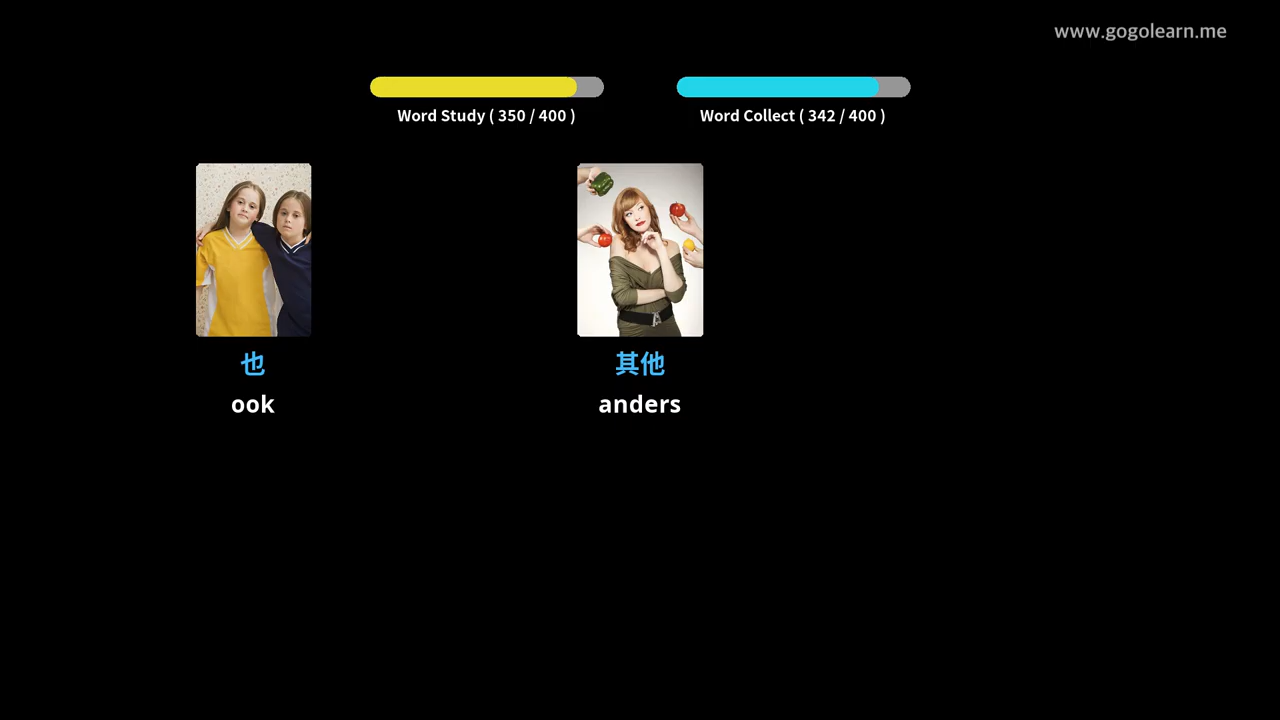 www.gogolearn.me
Word Study ( 350 / 400 )
Word Collect ( 342 / 400 )
也
ook
其他
anders